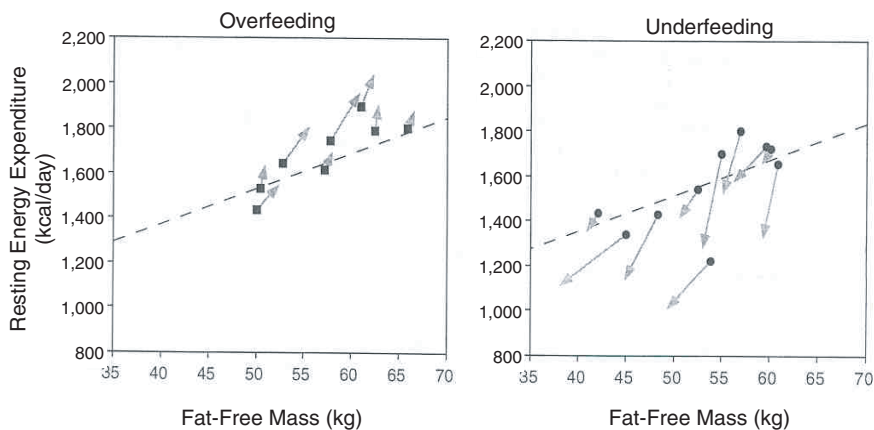 Overfeeding
Underfeeding
Resting Energy Expenditure
(kcal/day)
2,200
2,000
1,800
1,600
1,400
1,200
1,000
800
35 40 45 50 55 60 65 70
Fat-Free Mass (kg)
2,200
2,000
1,800
1,600
1,400
1,200
1,000
800
35 40 45 50 55 60 65 70
Fat-Free Mass (kg)